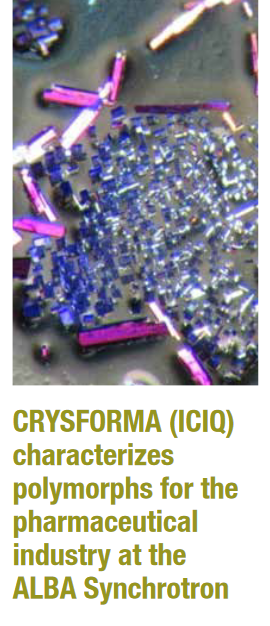 CRYSFORMA (ICIQ)
characterizes
polymorphs for the
pharmaceutical
industry at the
ALBA Synchrotron